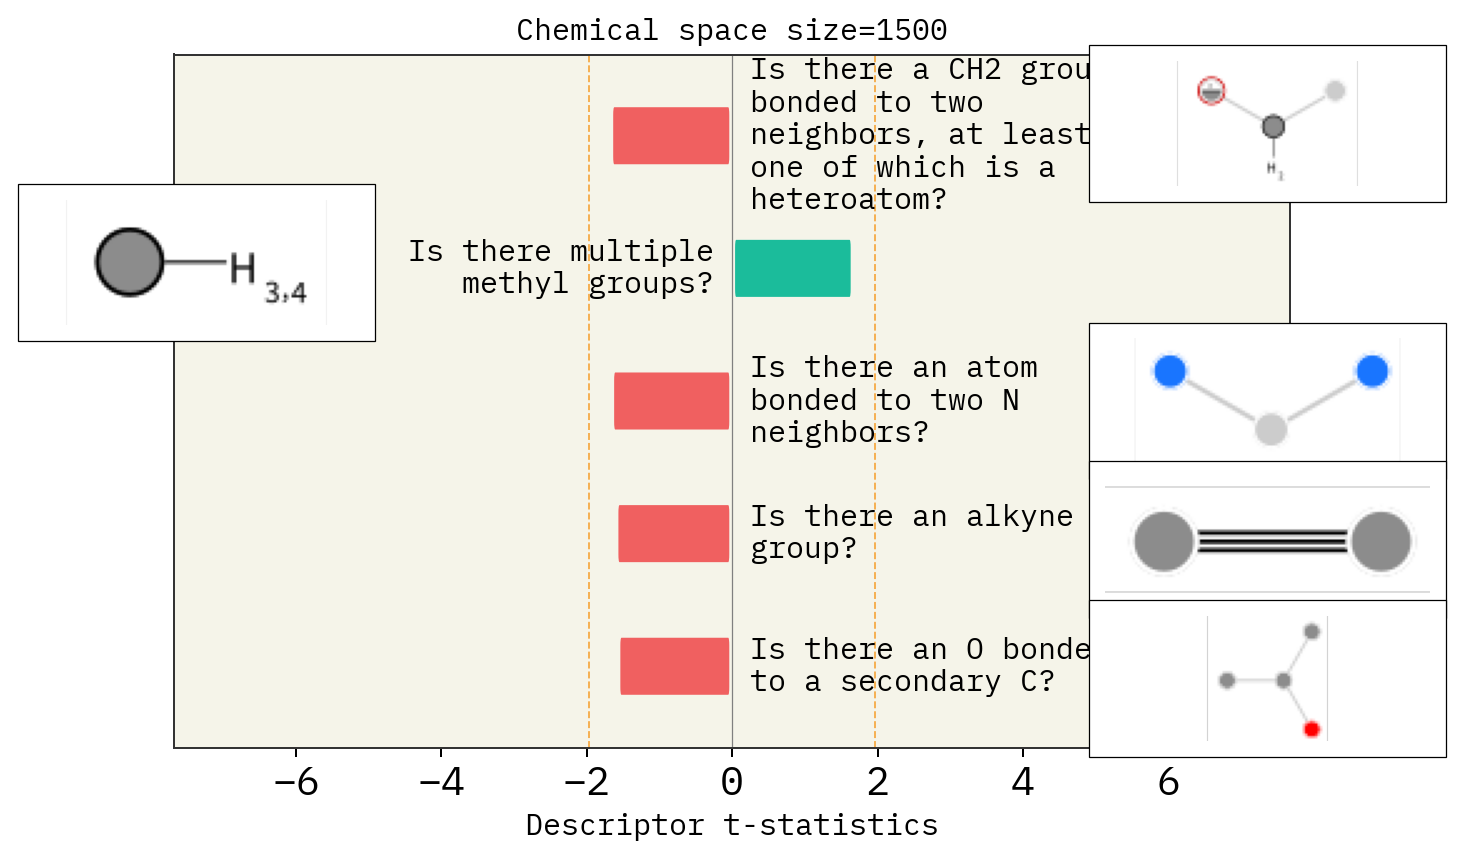 Chemical space size=1500
Is there a CH2 grou
bonded to two
neighbors, at least
one of which is a
heteroatom?
H
Is there multiple
methyl groups?
H 3,4
Is there an atom
bonded to two N
neighbors?
Is there an alkyne
group?
Is there an O bonde
to a secondary C?
−6 −4 −2 0 2 4 6
Descriptor t-statistics